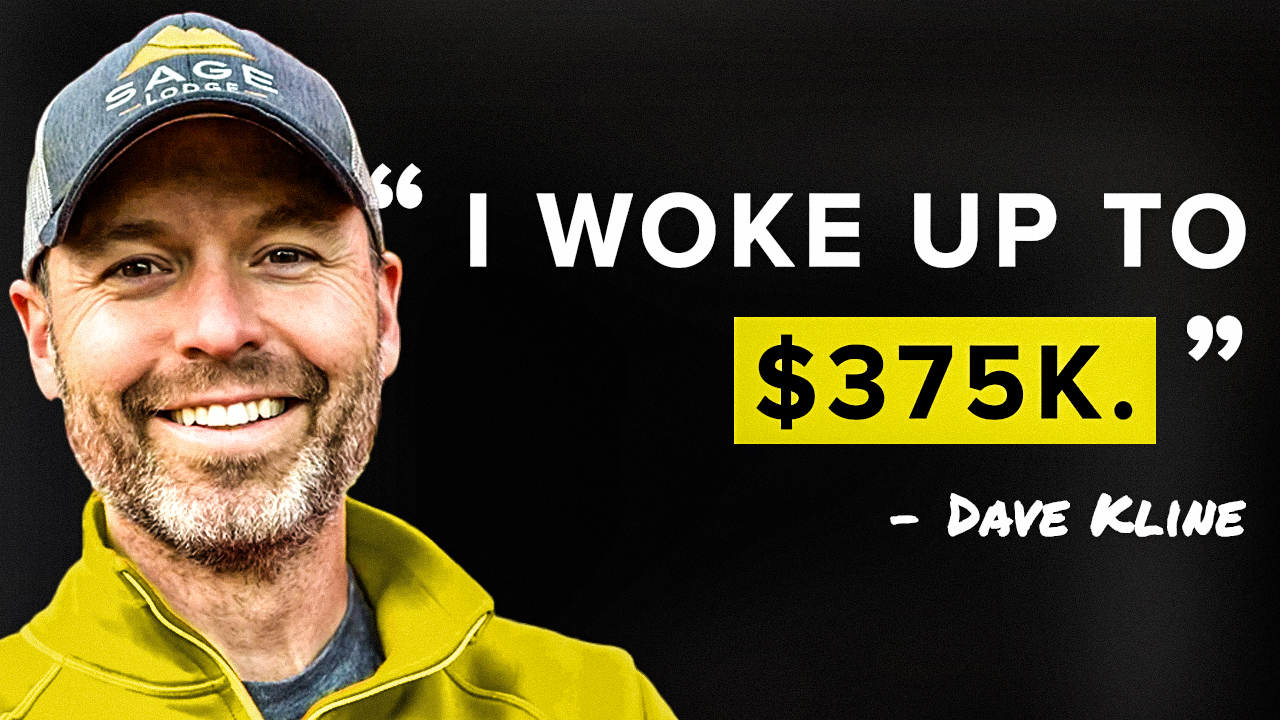 SAGE
LODGE
“ I WOKE UP TO
$375K. ”
– DAVE KLINE